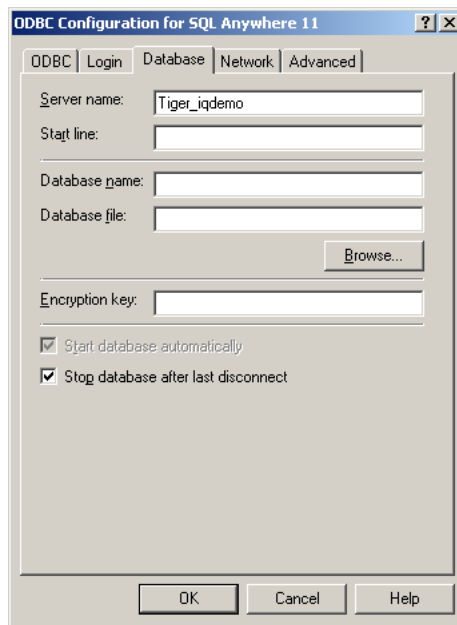 ODBC Configuration for SQL Anywhere 11
ODBC Login Database Network Advanced
Server name: Tiger_iqdemo
Start line:
Database name:
Database file:
Browse...
Encryption key:
Start database automatically
Stop database after last disconnect
OK Cancel Help